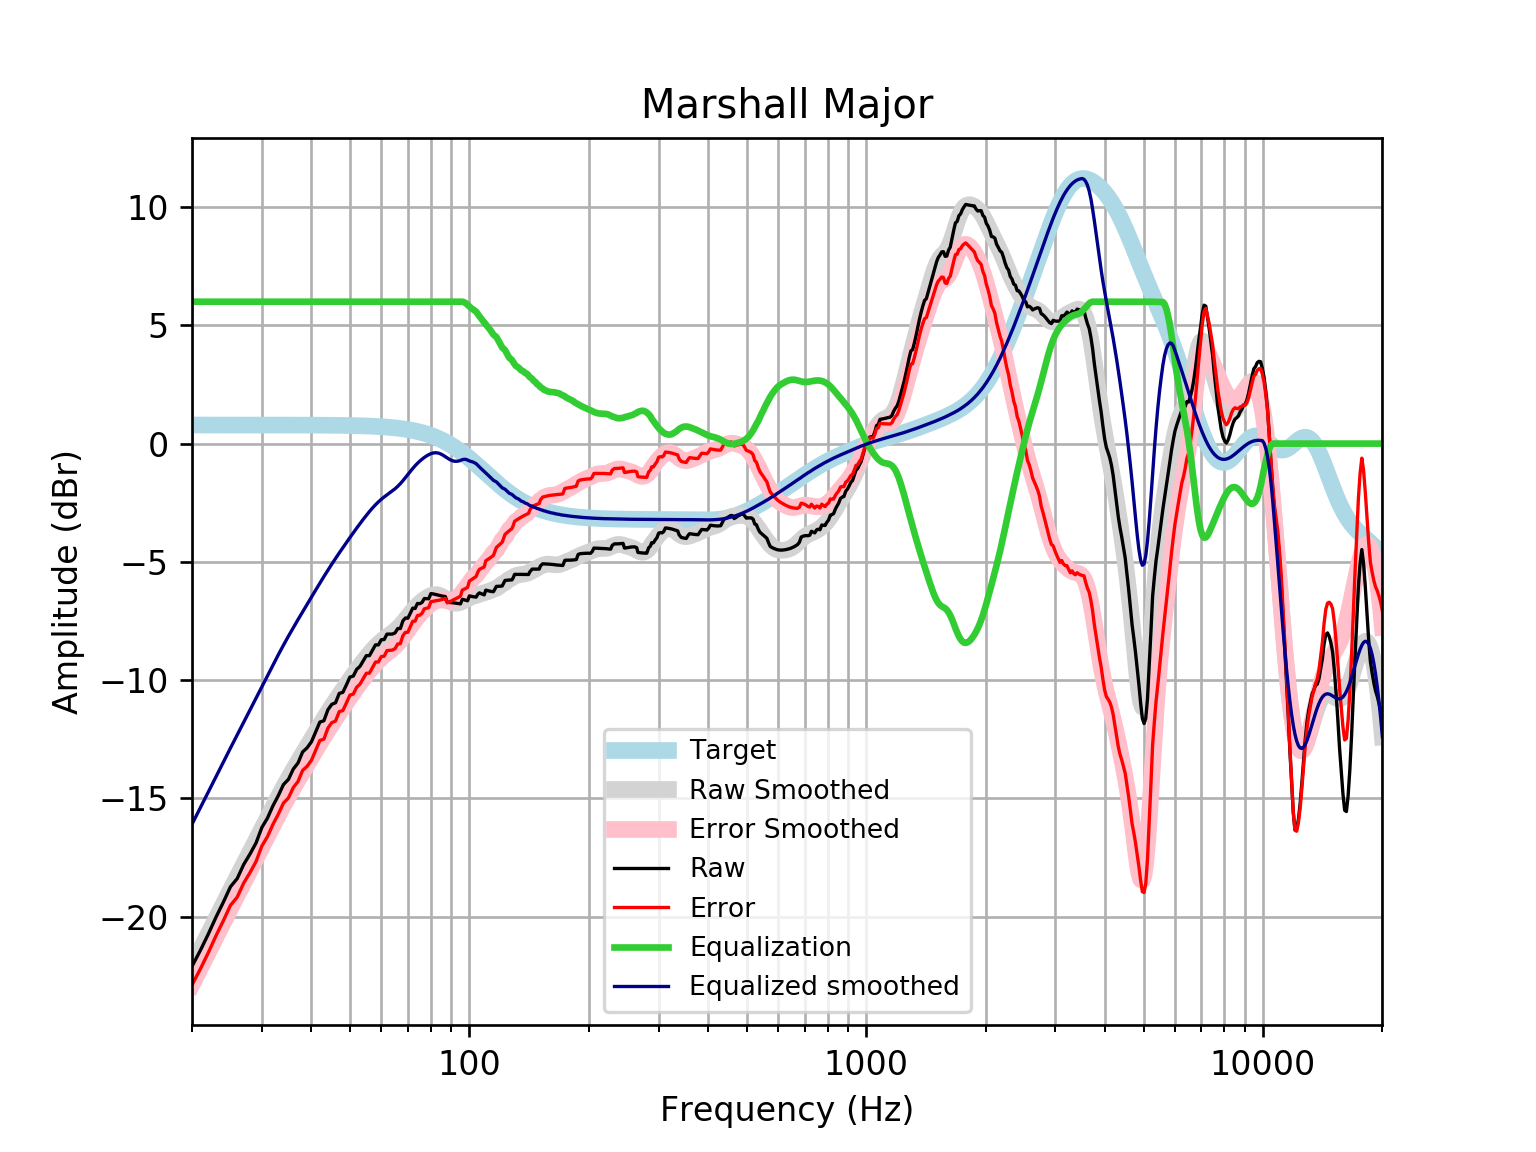 Marshall Major
Amplitude (dBr)
10
5
0
−5
−10
−15
−20
Target
Raw Smoothed
Error Smoothed
Raw
Error
Equalization
Equalized smoothed
100 1000 10000
Frequency (Hz)